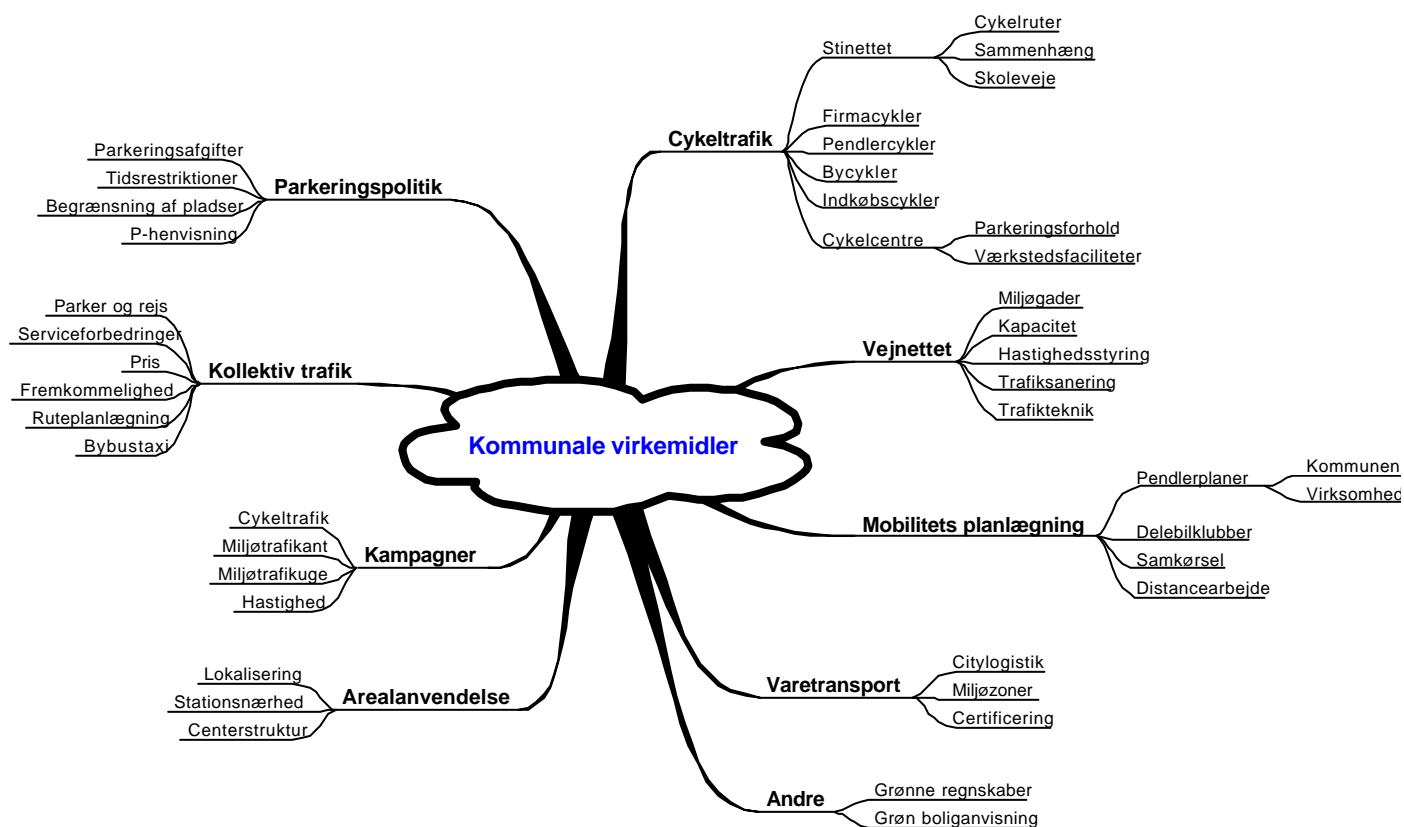 Kommunale virkemidler
Cykeltrafik
Stinettet
Cykelruter
Sammenhæng
Skoleveje
Firmacykler
Pendlercykler
Bycykler
Indkøbscykler
Cykelcentre
Parkeringsforhold
Værkstedsfaciliteter
Vejnettet
Miljøgader
Kapacitet
Hastighedsstyring
Trafiksanering
Trafikteknik
Mobilitets planlægning
Pendlerplaner
Kommunen
Virksomhed
Delebilklubber
Samkørsel
Distancearbejde
Varetransport
Citylogistik
Miljøzoner
Certificering
Andre
Grønne regnskaber
Grøn boliganvisning
Parkeringspolitik
Parkeringsafgifter
Tidsrestriktioner
Begrænsning af pladser
P-henvisning
Kollektiv trafik
Parker og rejs
Serviceforbedringer
Pris
Fremkommelighed
Ruteplanlægning
Bybustaxi
Kampagner
Cykeltrafik
Miljøtrafikant
Miljøtrafikuge
Hastighed
Arealanvendelse
Lokalisering
Stationsnærhed
Centerstruktur